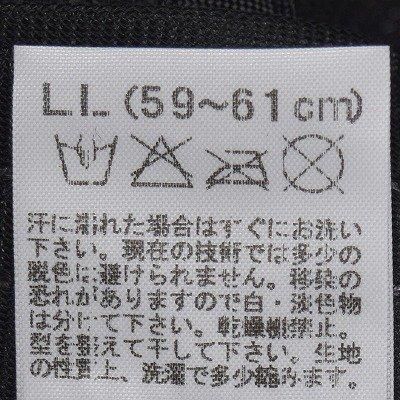 LL(59~61cm)
汗に濡れた場合はすぐにお洗い
下さい。現在の技術では多少の
脱色は避けられません。移染の
恐れがありますので白・淡色物
は分けて下さい。乾燥機禁止。
型を整えて干して下さい。生地
の性質上、洗濯で多少縮みます。